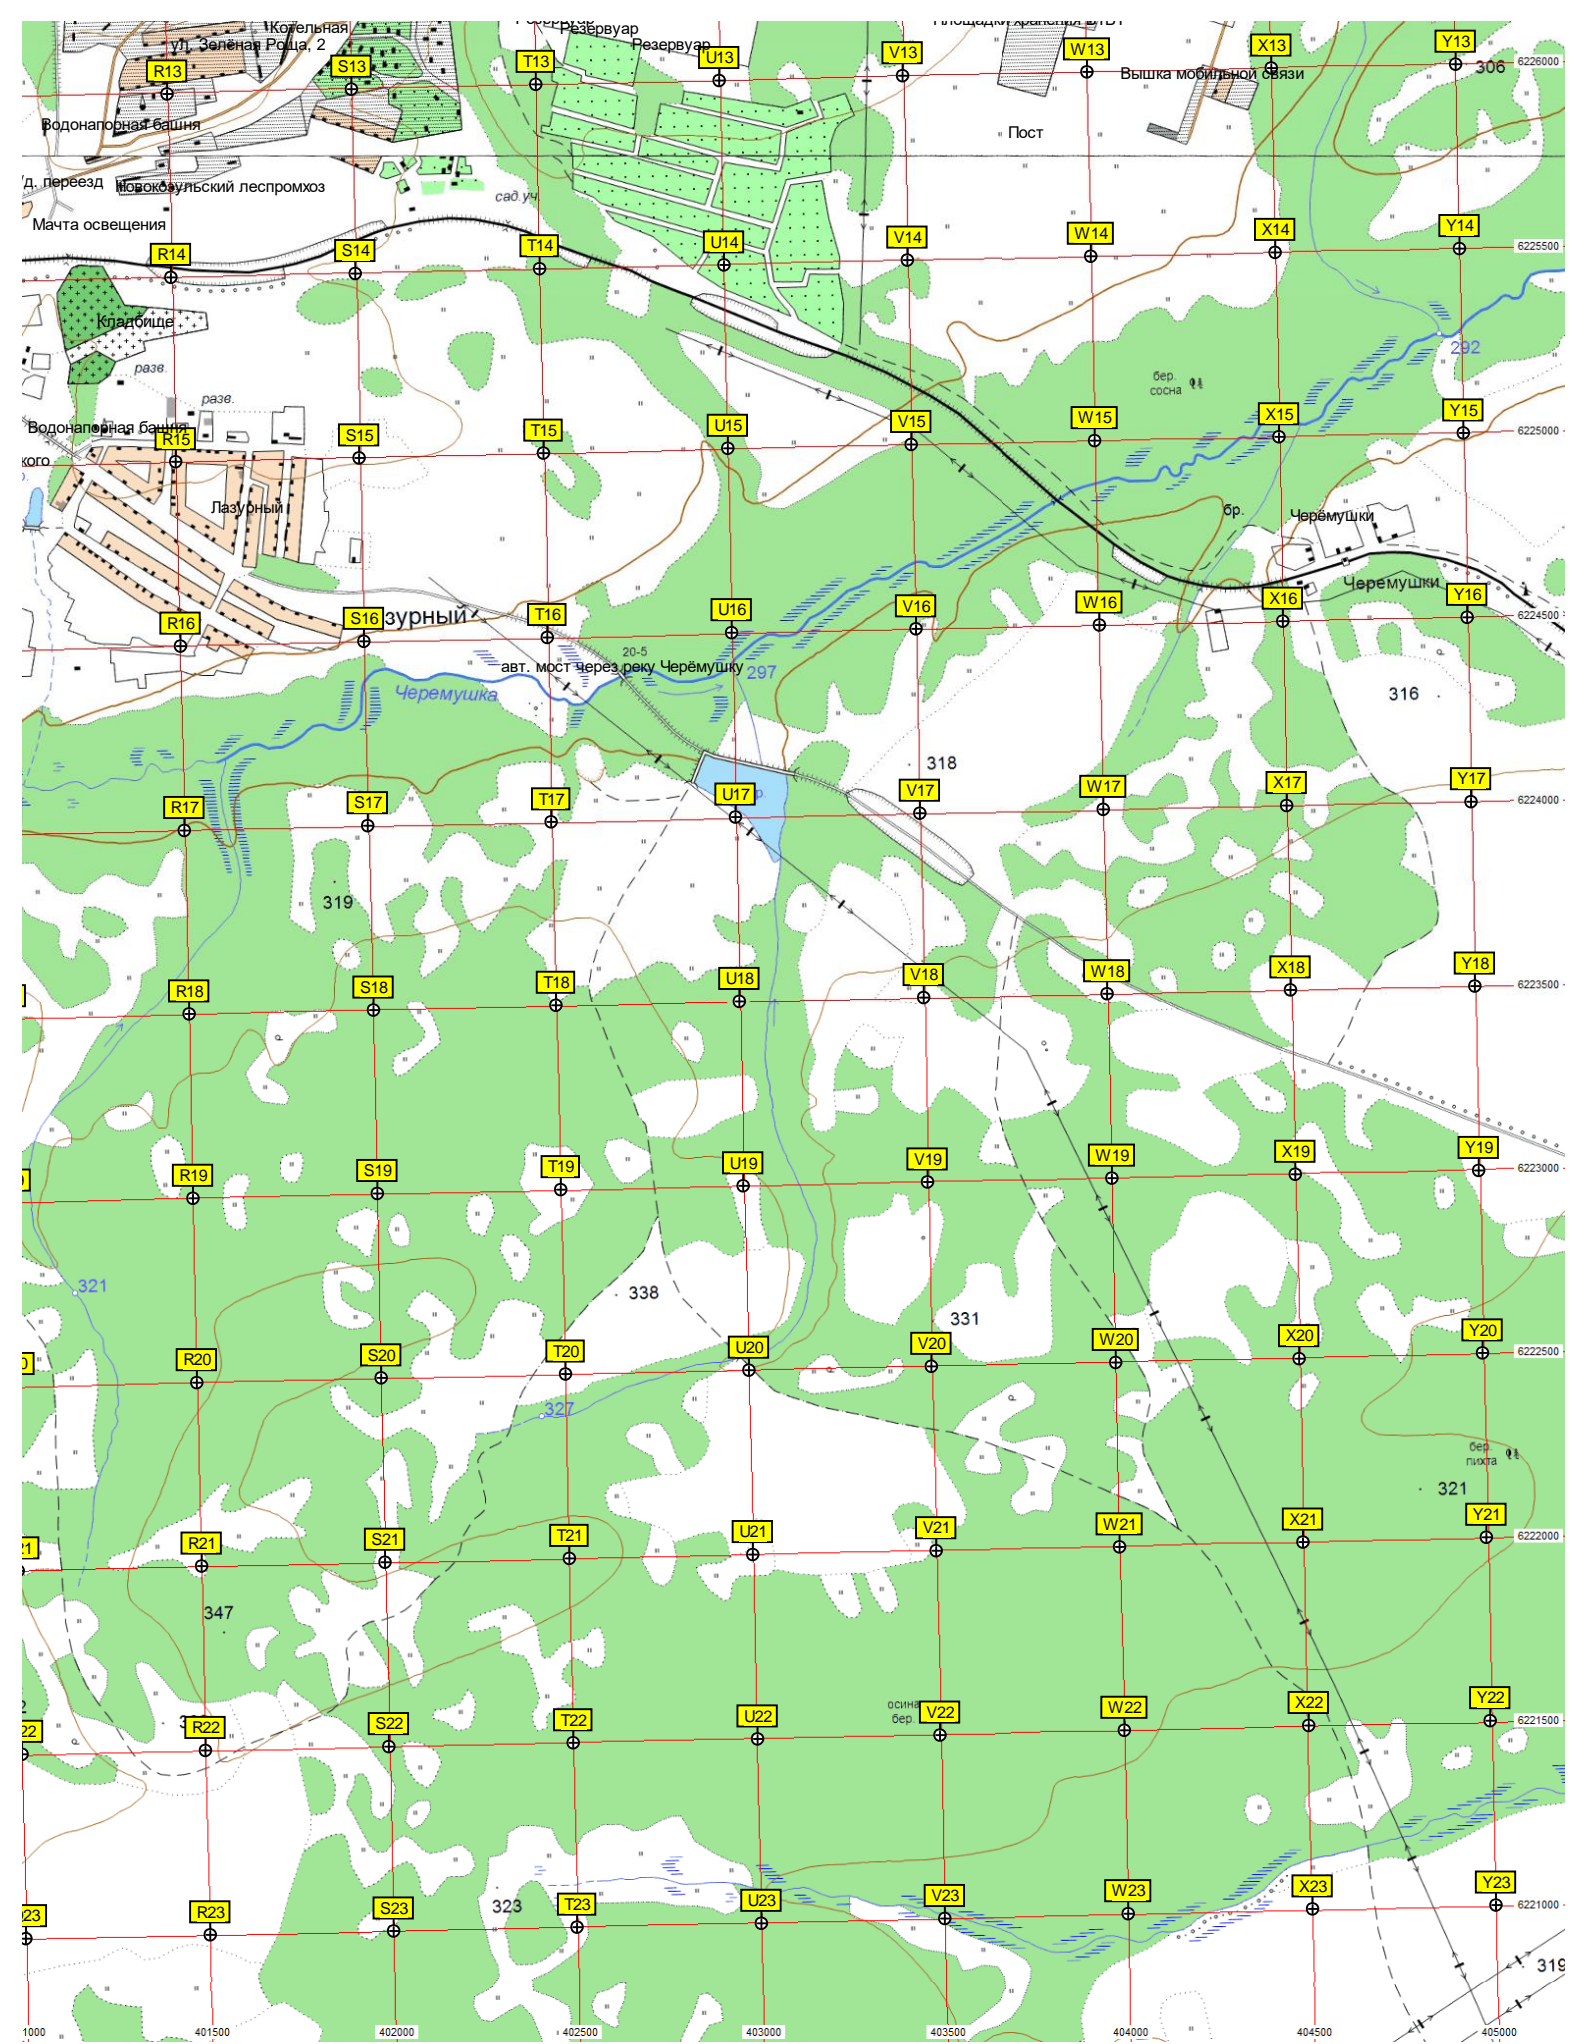 Котельная
ул. Зелёная Роща, 2
Резервуар
Резервуар
R13
S13
T13
U13
V13
W13
X13
Y13
6226000
306
Вышка мобильной связи
Водонапорная башня
Пост
д. переезд
Новокозульский леспромхоз
сад.уч.
Мачта освещения
R14
S14
T14
U14
V14
W14
X14
Y14
6225500
Кладбище
292
разв.
бер.
сосна
разв.
Водонапорная башня
R15
S15
T15
U15
V15
W15
X15
Y15
6225000
кого
Лазурный
бр.
Черёмушки
Черемушки
R16
S16
зурный
T16
U16
V16
W16
X16
Y16
6224500
20-5
авт. мост через реку Черёмушку
297
Черемушка
316
318
R17
S17
T17
U17
р.
V17
W17
X17
Y17
6224000
319
R18
S18
T18
U18
V18
W18
X18
Y18
6223500
R19
S19
T19
U19
V19
W19
X19
Y19
6223000
321
338
331
R20
S20
T20
U20
V20
W20
X20
Y20
6222500
327
бер.
пихта
321
21
R21
S21
T21
U21
V21
W21
X21
Y21
6222000
347
осина
бер.
22
R22
S22
T22
U22
V22
W22
X22
Y22
6221500
323
23
R23
S23
T23
U23
V23
W23
X23
Y23
6221000
319
1000
401500
402000
402500
403000
403500
404000
404500
405000